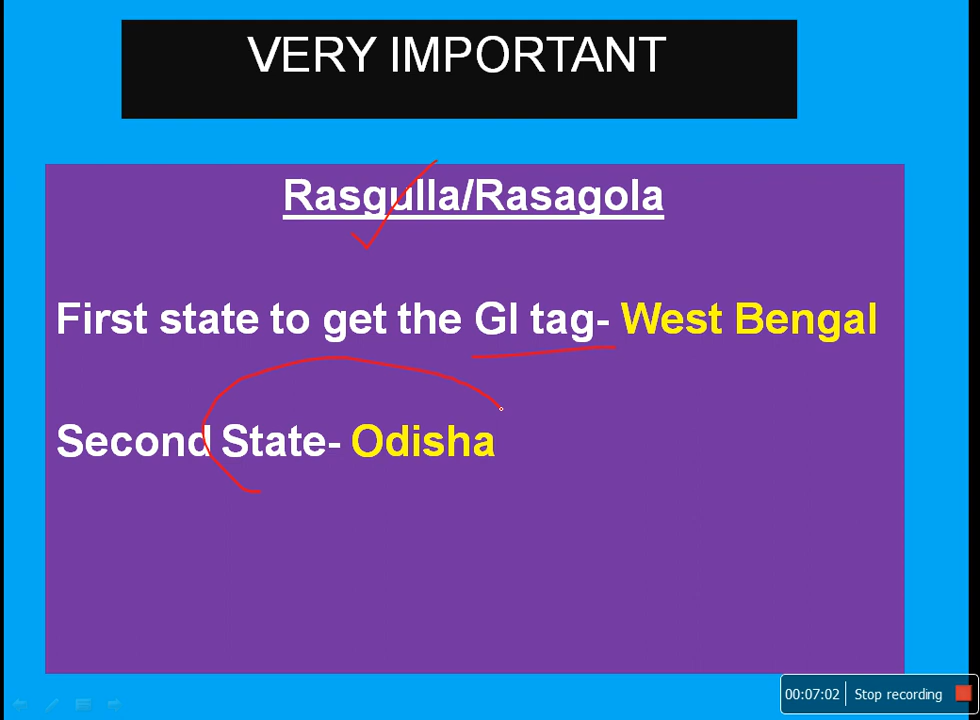 VERY IMPORTANT
Rasgulla/Rasagola
First state to get the GI tag- West Bengal
Second State- Odisha
00:07:02 Stop recording